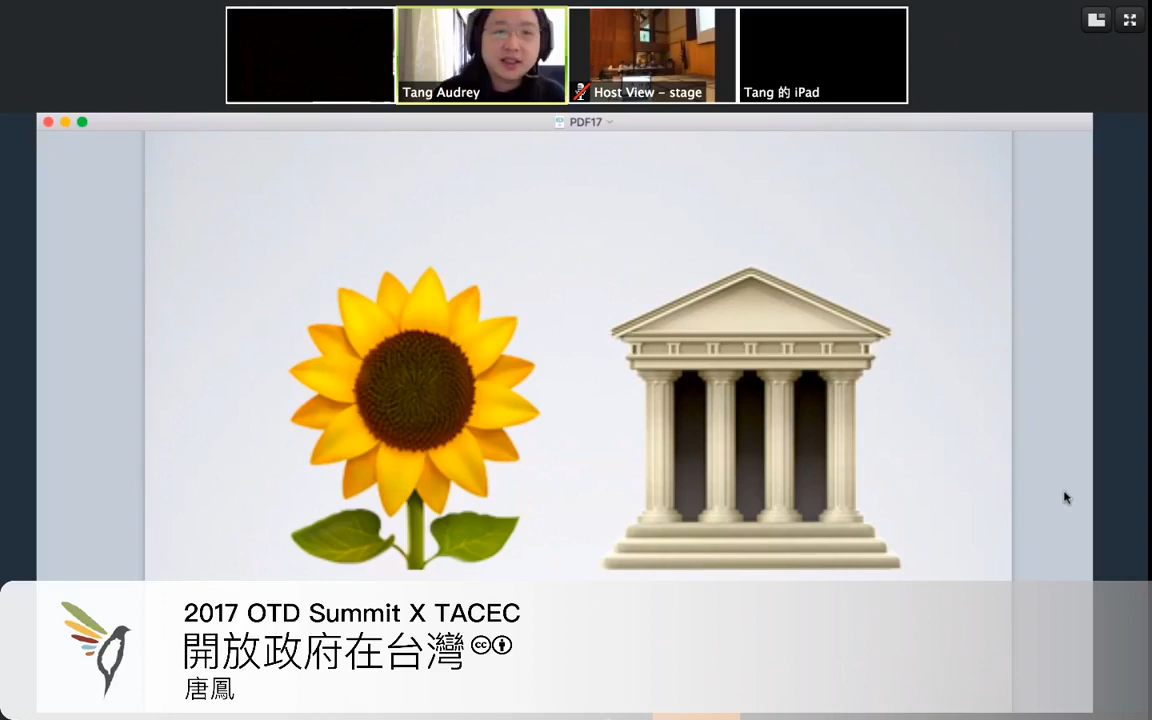 Tang Audrey
Host View – stage
Tang 的 iPad
PDF17
2017 OTD Summit X TACEC
開放政府在台灣
cc
唐鳳